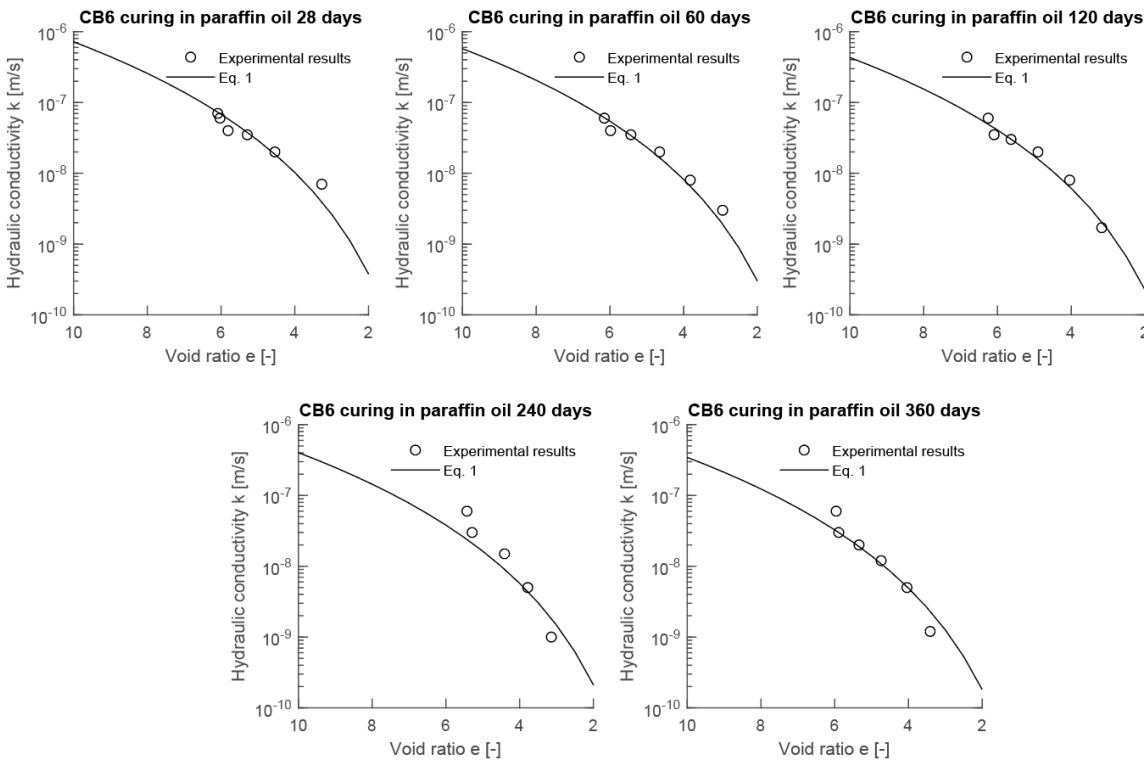 CB6 curing in paraffin oil 28 days
Hydraulic conductivity k [m/s]
10-6
10-7
10-8
10-9
10-10
Experimental results
Eq. 1
10
8
6
4
2
Void ratio e [-]
CB6 curing in paraffin oil 60 days
Hydraulic conductivity k [m/s]
10-6
10-7
10-8
10-9
10-10
Experimental results
Eq. 1
10
8
6
4
2
Void ratio e [-]
CB6 curing in paraffin oil 120 days
Hydraulic conductivity k [m/s]
10-6
10-7
10-8
10-9
10-10
Experimental results
Eq. 1
10
8
6
4
2
Void ratio e [-]
CB6 curing in paraffin oil 240 days
Hydraulic conductivity k [m/s]
10-6
10-7
10-8
10-9
10-10
Experimental results
Eq. 1
10
8
6
4
2
Void ratio e [-]
CB6 curing in paraffin oil 360 days
Hydraulic conductivity k [m/s]
10-6
10-7
10-8
10-9
10-10
Experimental results
Eq. 1
10
8
6
4
2
Void ratio e [-]